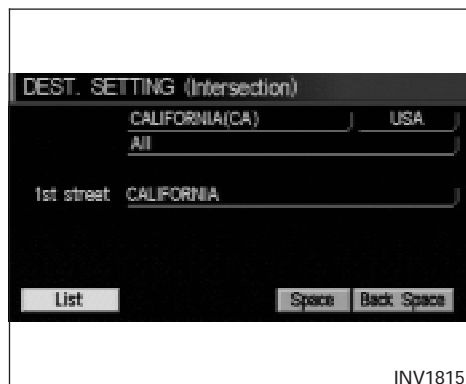 DEST. SETTING (Intersection)
CALIFORNIA(CA) USA
All
1st street CALIFORNIA
List Space Back Space
INV1815